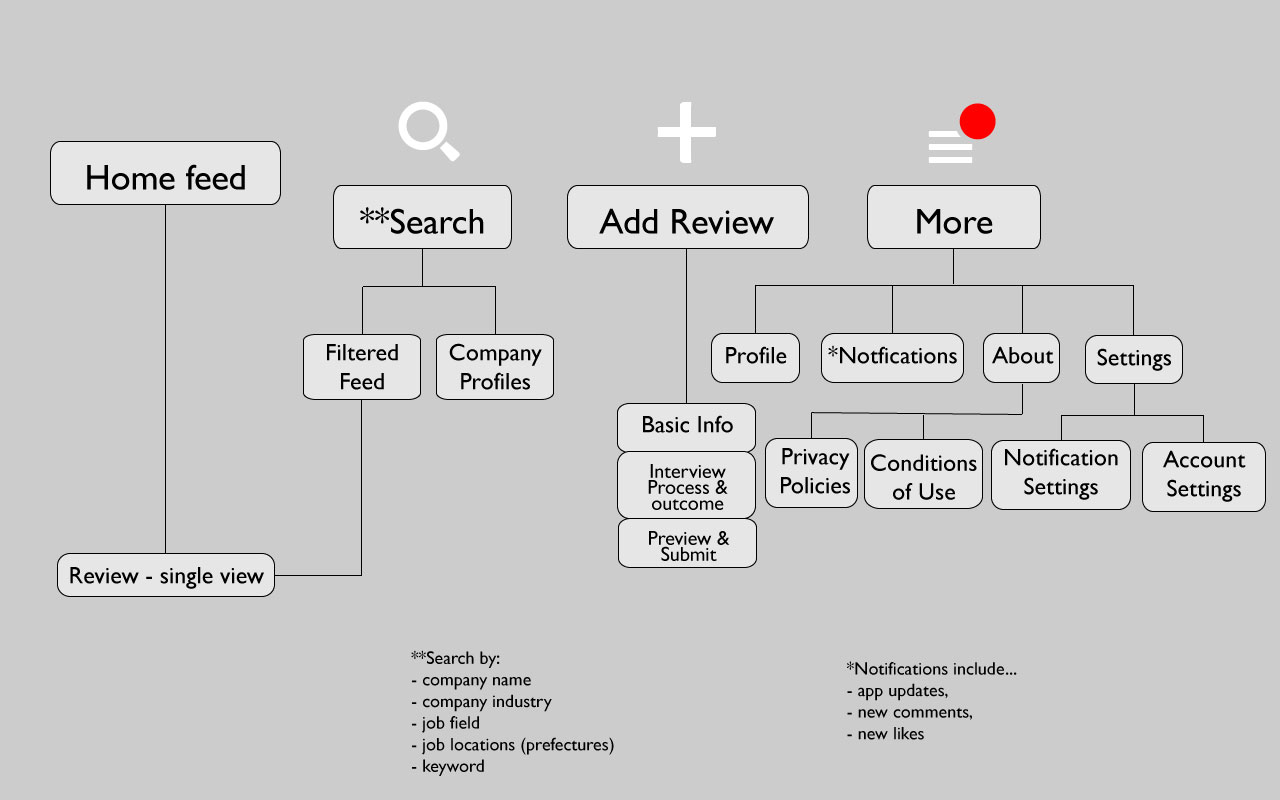 Home feed
**Search
Add Review
More
Filtered
Feed
Company
Profiles
Profile
*Notfications
About
Settings
Basic Info
Interview
Process &
outcome
Preview &
Submit
Privacy
Policies
Conditions
of Use
Notification
Settings
Account
Settings
Review - single view
**Search by:
- company name
- company industry
- job field
- job locations (prefectures)
- keyword
*Notifications include...
- app updates,
- new comments,
- new likes